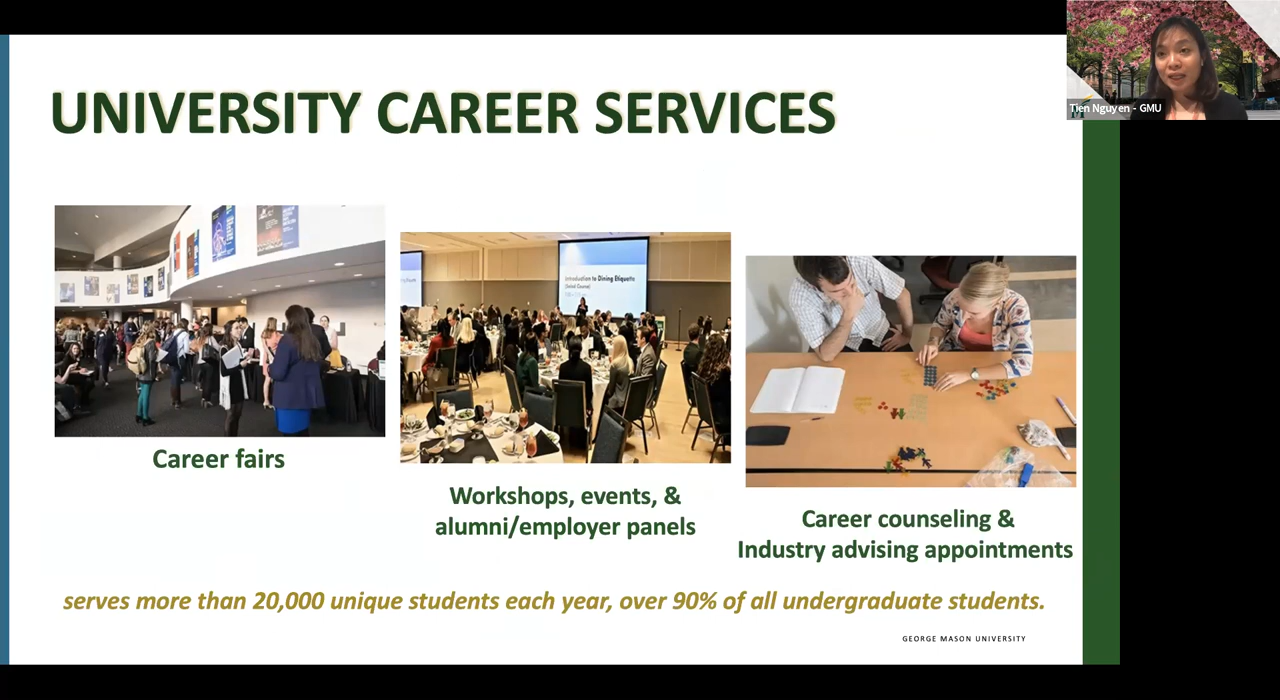 UNIVERSITY CAREER SERVICES
Tien Nguyen - GMU
Introduction to Dining Etiquette
Career fairs
Workshops, events, &
alumni/employer panels
Career counseling &
Industry advising appointments
serves more than 20,000 unique students each year, over 90% of all undergraduate students.
GEORGE MASON UNIVERSITY